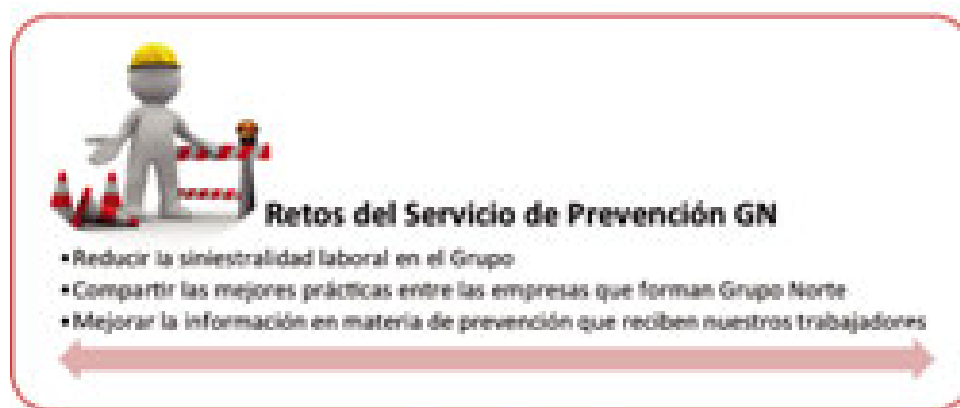 Retos del Servicio de Prevención GN
•Reducir la siniestralidad laboral en el Grupo
•Compartir las mejores prácticas entre las empresas que forman Grupo Norte
•Mejorar la información en materia de prevención que reciben nuestros trabajadores